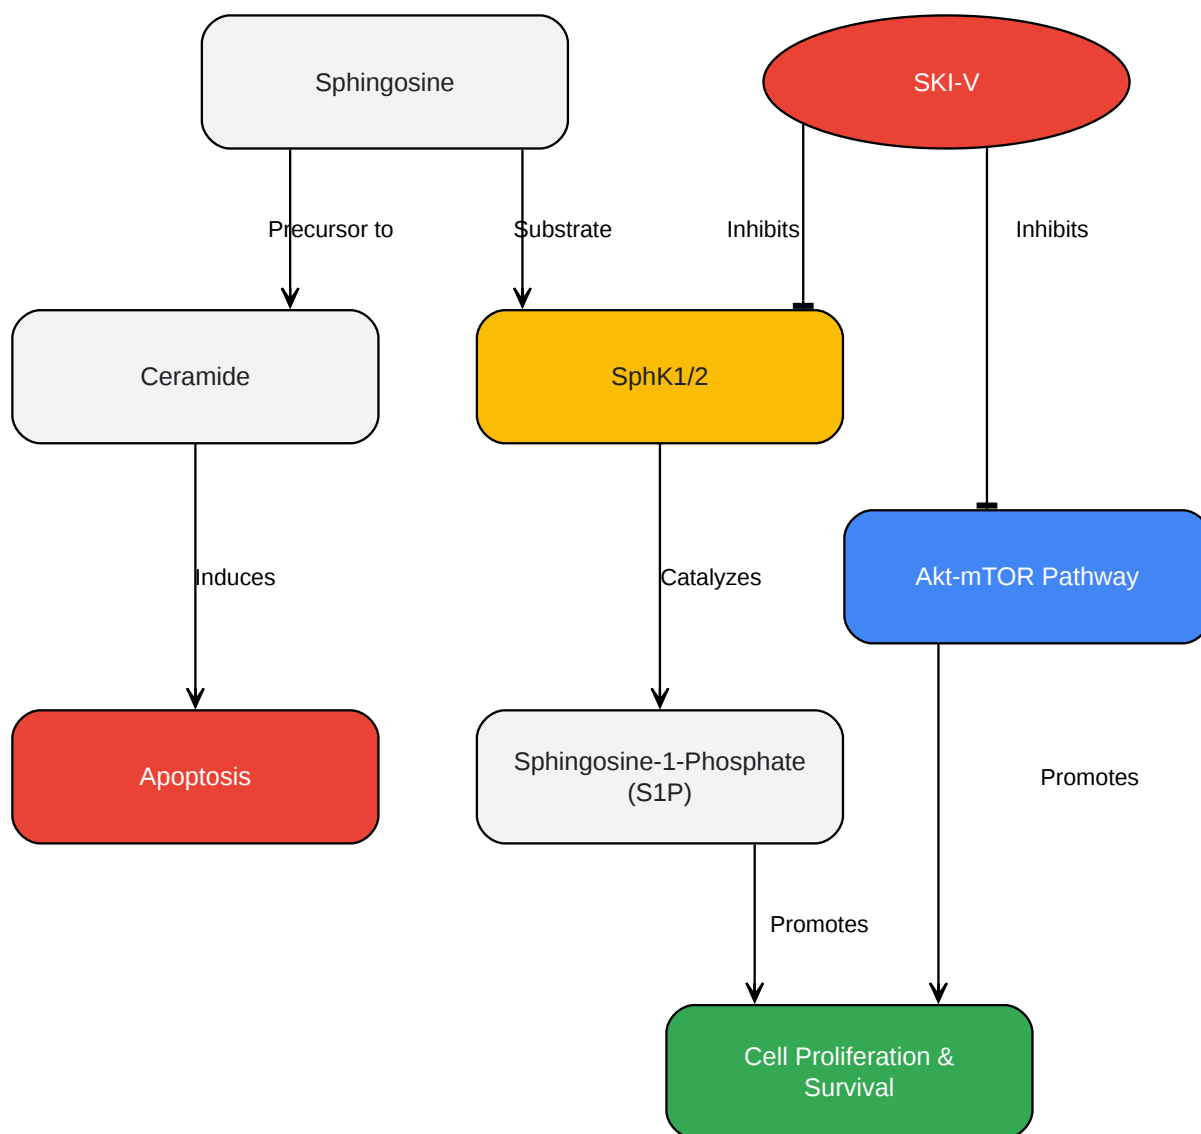 Sphingosine
SKI-V
Precursor to
Substrate
Inhibits
Inhibits
Ceramide
SphK1/2
Induces
Catalyzes
Akt-mTOR Pathway
Apoptosis
Sphingosine-1-Phosphate
(S1P)
Promotes
Promotes
Cell Proliferation &
Survival